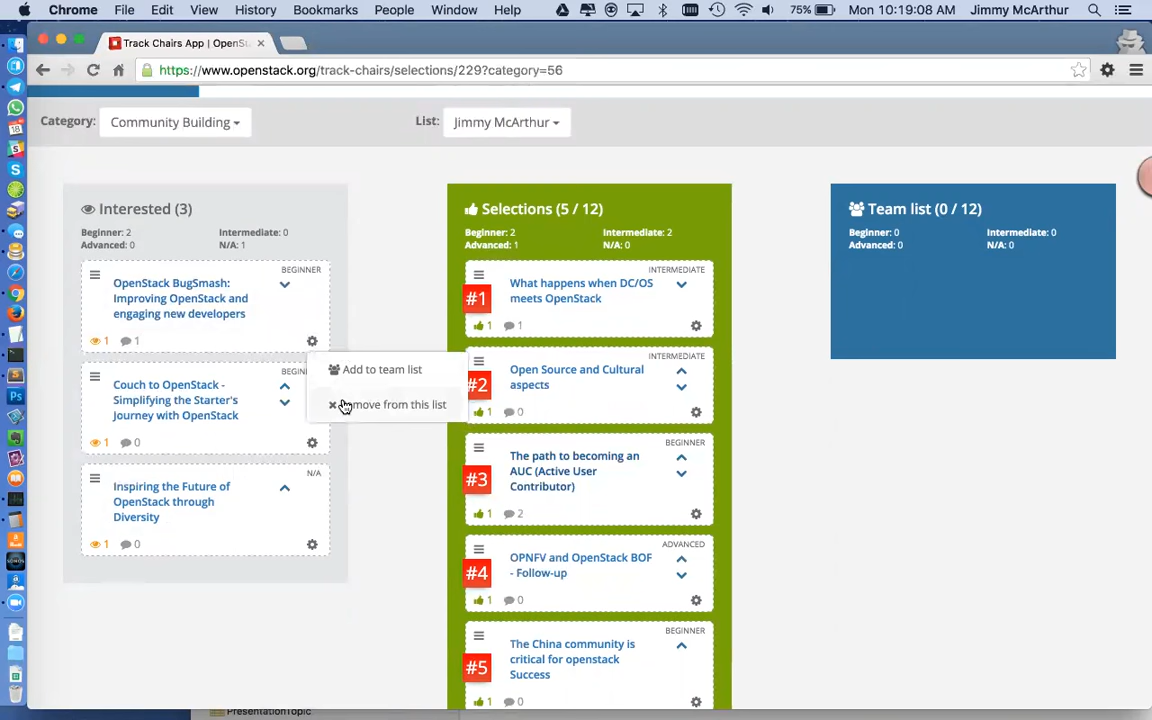 Chrome File Edit View History Bookmarks People Window Help 75% Mon 10:19:08 AM Jimmy McArthur
Track Chairs App | OpenSt
https://www.openstack.org/track-chairs/selections/229?category=56
Category: Community Building List: Jimmy McArthur
Interested (3)
Beginner: 2 Intermediate: 0
Advanced: 0 N/A: 1
BEGINNER
OpenStack BugSmash:
Improving OpenStack and
engaging new developers
1 1
BEGIN
Couch to OpenStack -
Simplifying the Starter's
Journey with OpenStack
1 0
N/A
Inspiring the Future of
OpenStack through
Diversity
1 0
Add to team list
move from this list
Selections (5 / 12)
Beginner: 2 Intermediate: 2
Advanced: 1 N/A: 0
INTERMEDIATE
#1
What happens when DC/OS
meets OpenStack
1 1
INTERMEDIATE
#2
Open Source and Cultural
aspects
1 0
BEGINNER
#3
The path to becoming an
AUC (Active User
Contributor)
1 2
ADVANCED
#4
OPNFV and OpenStack BOF
- Follow-up
1 0
BEGINNER
#5
The China community is
critical for openstack
Success
1 0
Team list (0 / 12)
Beginner: 0 Intermediate: 0
Advanced: 0 N/A: 0
PresentationTopic